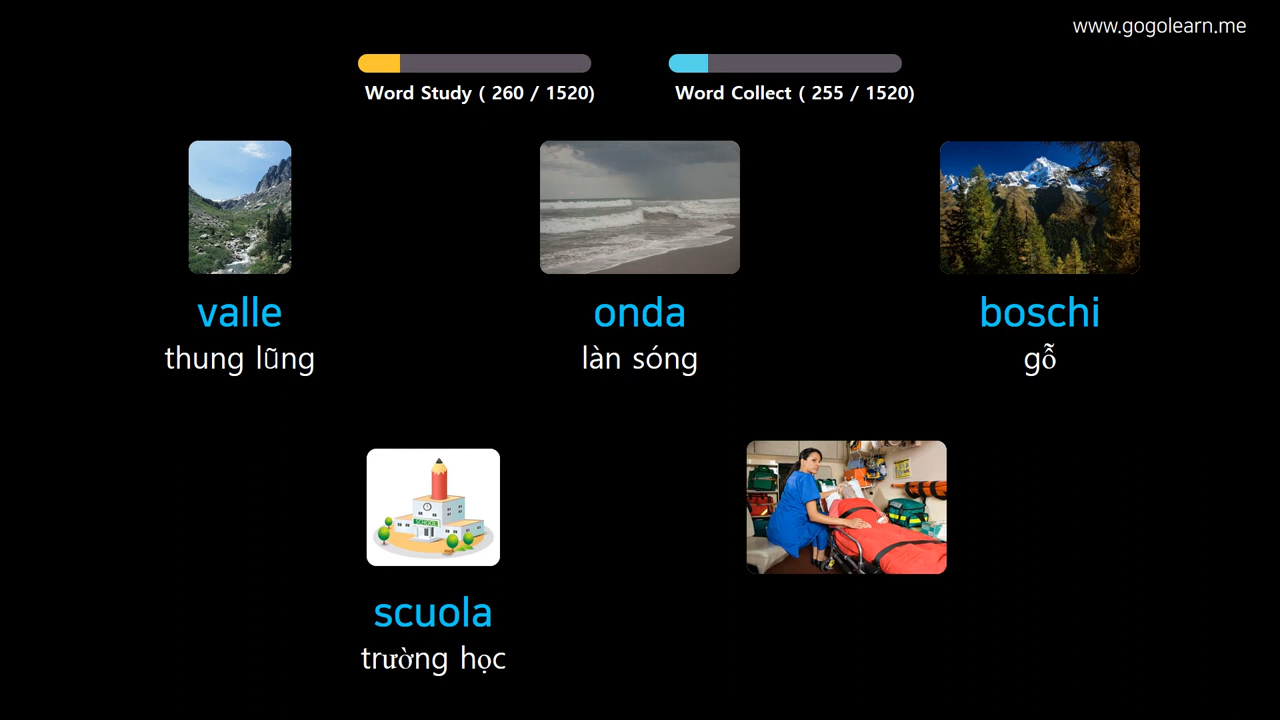 www.gogolearn.me
Word Study ( 260 / 1520)
Word Collect ( 255 / 1520)
valle
onda
boschi
thung lũng
làn sóng
gỗ
SCHOOL
scuola
trường học